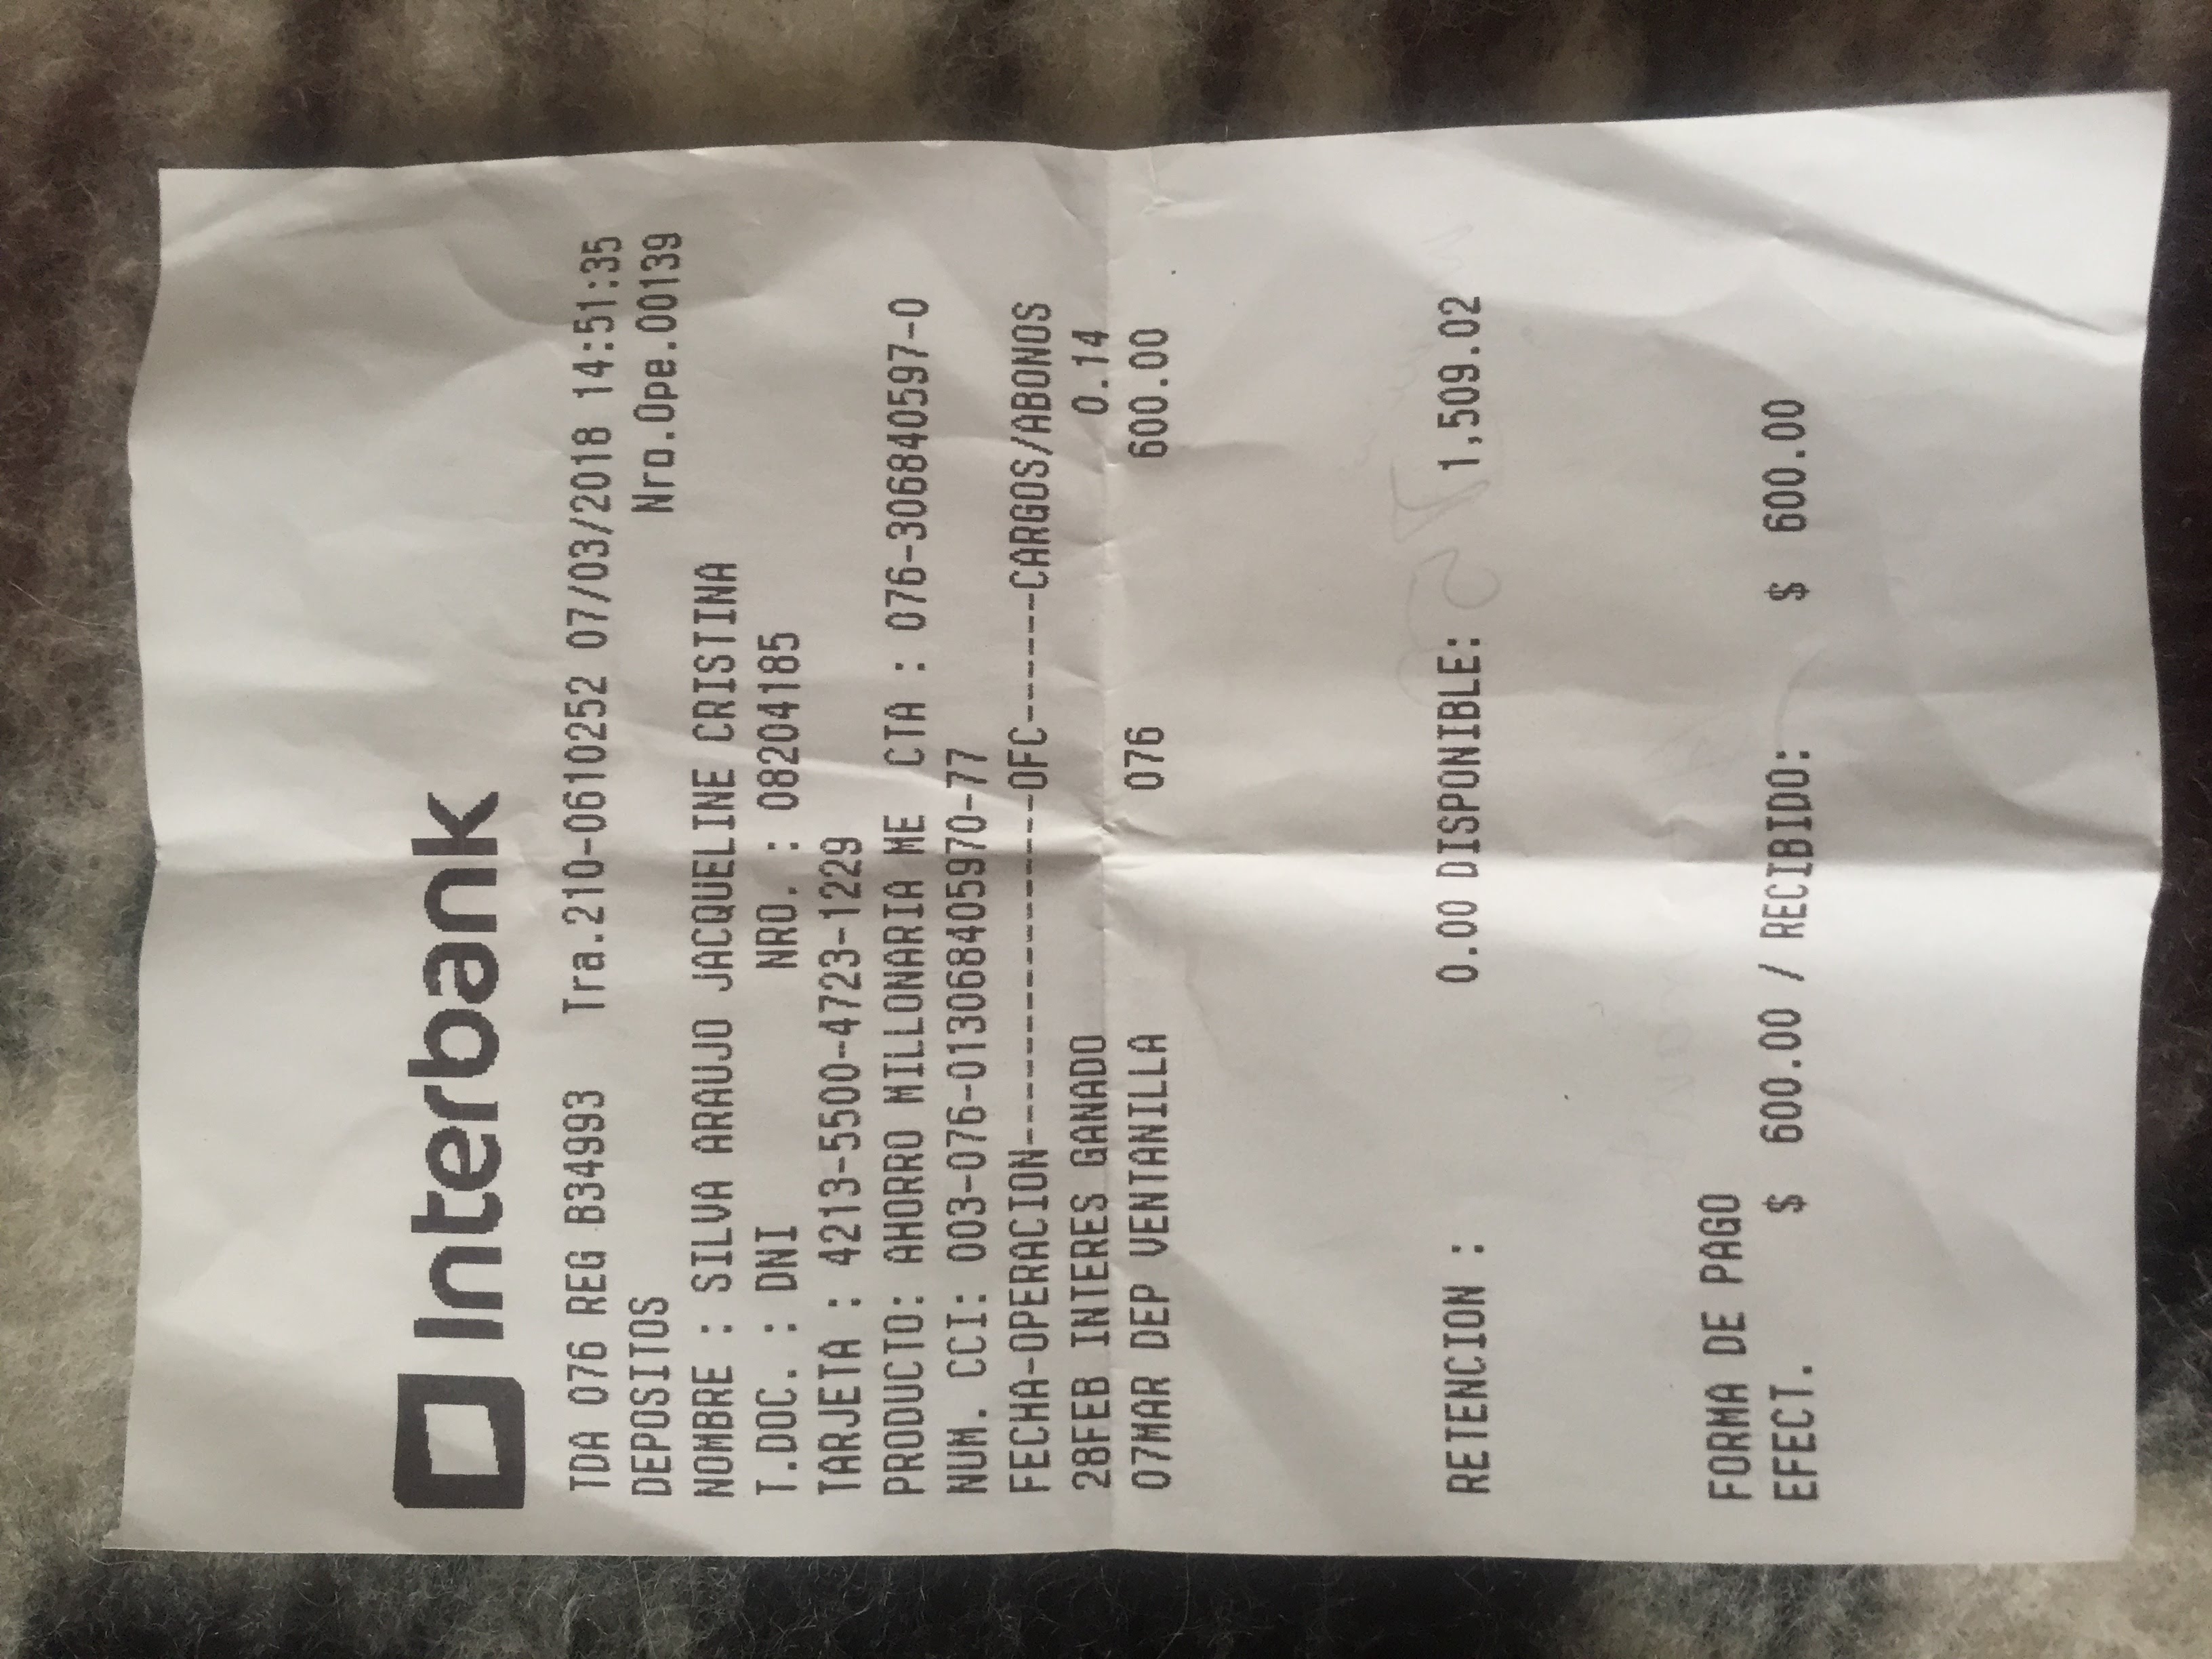 Interbank
TDA 076 REG B34993 Tra.210-0610252 07/03/2018 14:51:35
DEPOSITOS Nro.Ope.00139
NOMBRE : SILVA ARAUJO JACQUELINE CRISTINA
T.DOC. : DNI NRO. : 08204185
TARJETA : 4213-5500-4723-1229
PRODUCTO: AHORRO MILLONARIA ME CTA : 076-3068405970-0
NUM. CCI: 003-076-013068405970-77
FECHA-OPERACION---------------------OFC------CARGOS/ABONOS
28FEB INTERES GANADO 0.14
07MAR DEP VENTANILLA 076 600.00
RETENCION : 0.00 DISPONIBLE: 1,509.02
FORMA DE PAGO
EFECT. $ 600.00 / RECIBIDO: $ 600.00